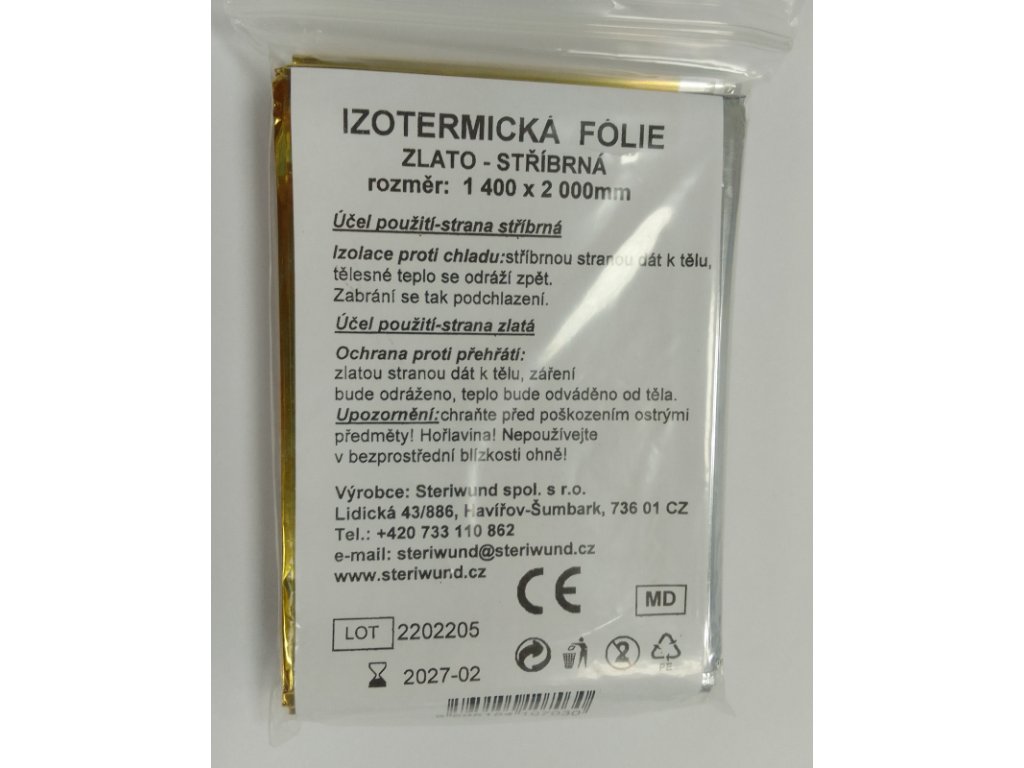 IZOTERMICKÁ FÓLIE
ZLATO - STŘÍBRNÁ
rozměr: 1 400 x 2 000mm
Účel použití-strana stříbrná
Izolace proti chladu:stříbrnou stranou dát k tělu,
tělesné teplo se odráží zpět.
Zabrání se tak podchlazení.
Účel použití-strana zlatá
Ochrana proti přehřátí:
zlatou stranou dát k tělu, záření
bude odráženo, teplo bude odváděno od těla.
Upozornění:chraňte před poškozením ostrými
předměty! Hořlavina! Nepoužívejte
v bezprostřední blízkosti ohně!
Výrobce: Steriwund spol. s r.o.
Lidická 43/886, Havířov-Šumbark, 736 01 CZ
Tel.: +420 733 110 862
e-mail: steriwund@steriwund.cz
www.steriwund.cz
CE
MD
LOT 2202205
2027-02
2
PE